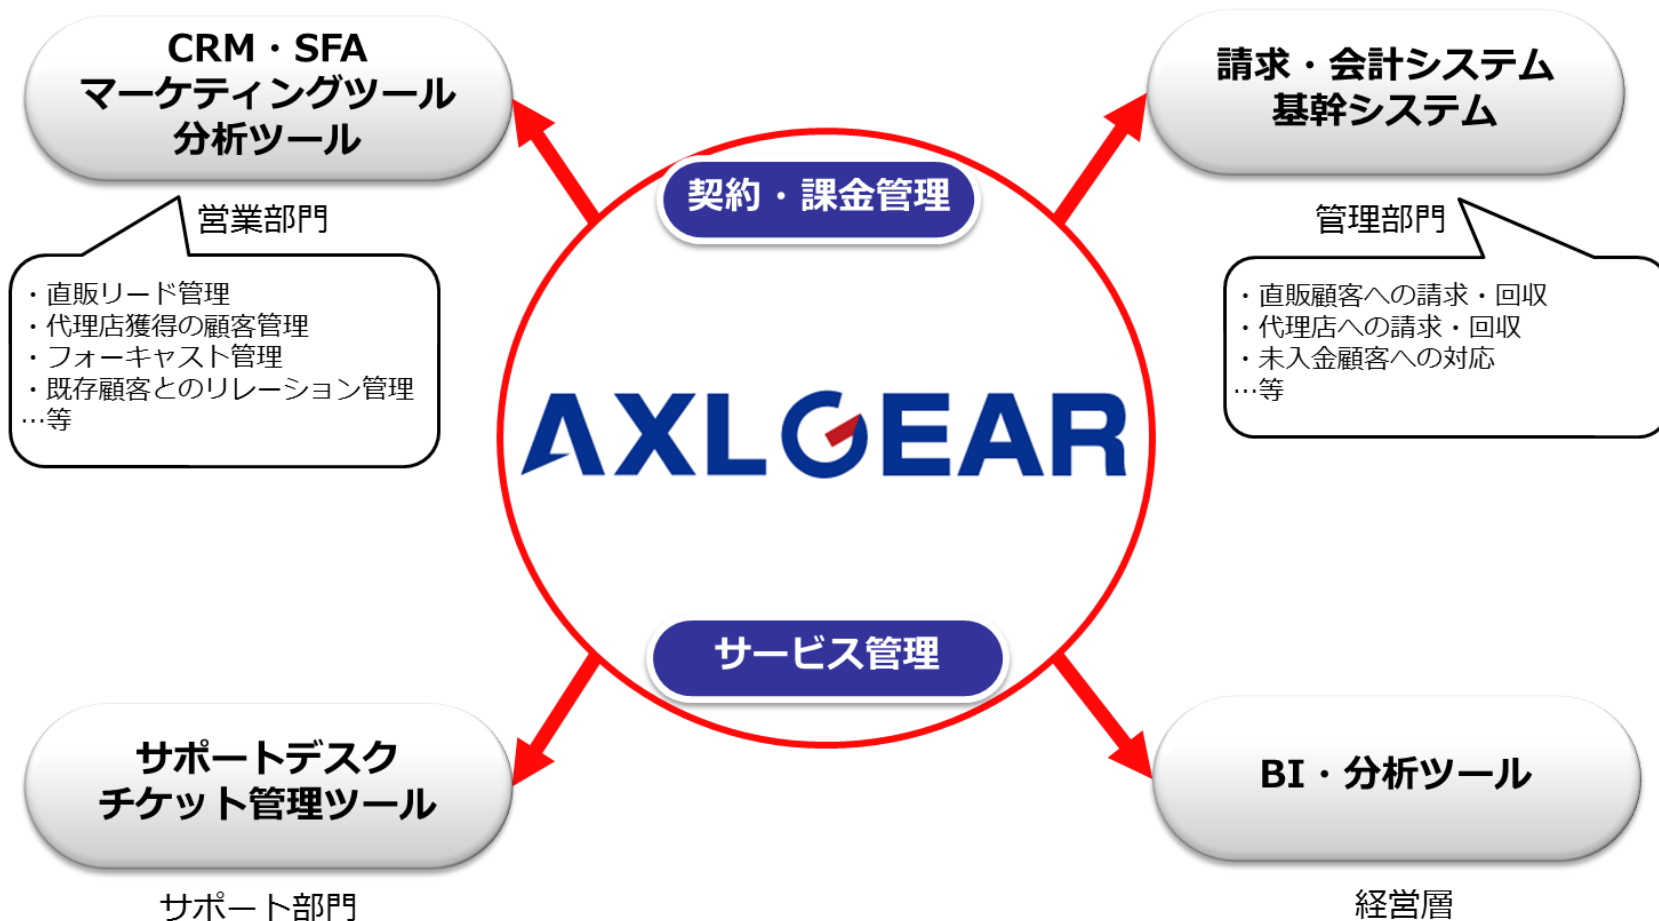 CRM・SFA
マーケティングツール
分析ツール
営業部門
・直販リード管理
・代理店獲得の顧客管理
・フォーキャスト管理
・既存顧客とのリレーション管理
…等
請求・会計システム
基幹システム
管理部門
・直販顧客への請求・回収
・代理店への請求・回収
・未入金顧客への対応
…等
契約・課金管理
AXLGEAR
サービス管理
サポートデスク
チケット管理ツール
サポート部門
BI・分析ツール
経営層